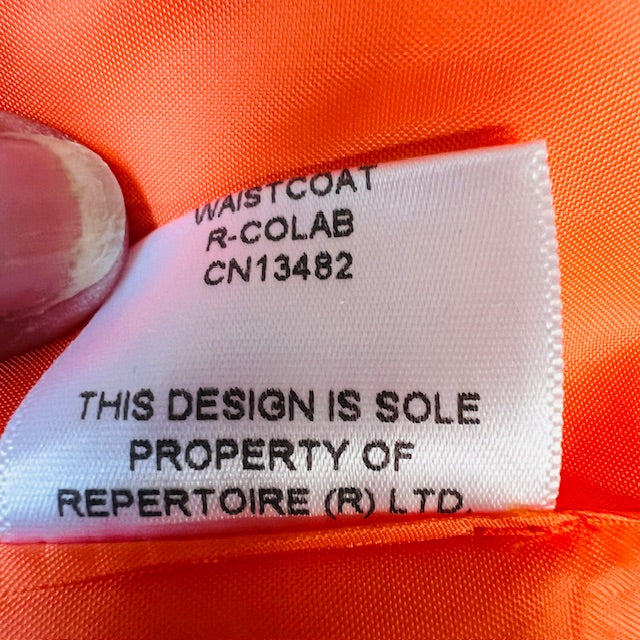 WAISTCOAT
R-COLAB
CN13482
THIS DESIGN IS SOLE
PROPERTY OF
REPERTOIRE (R) LTD.